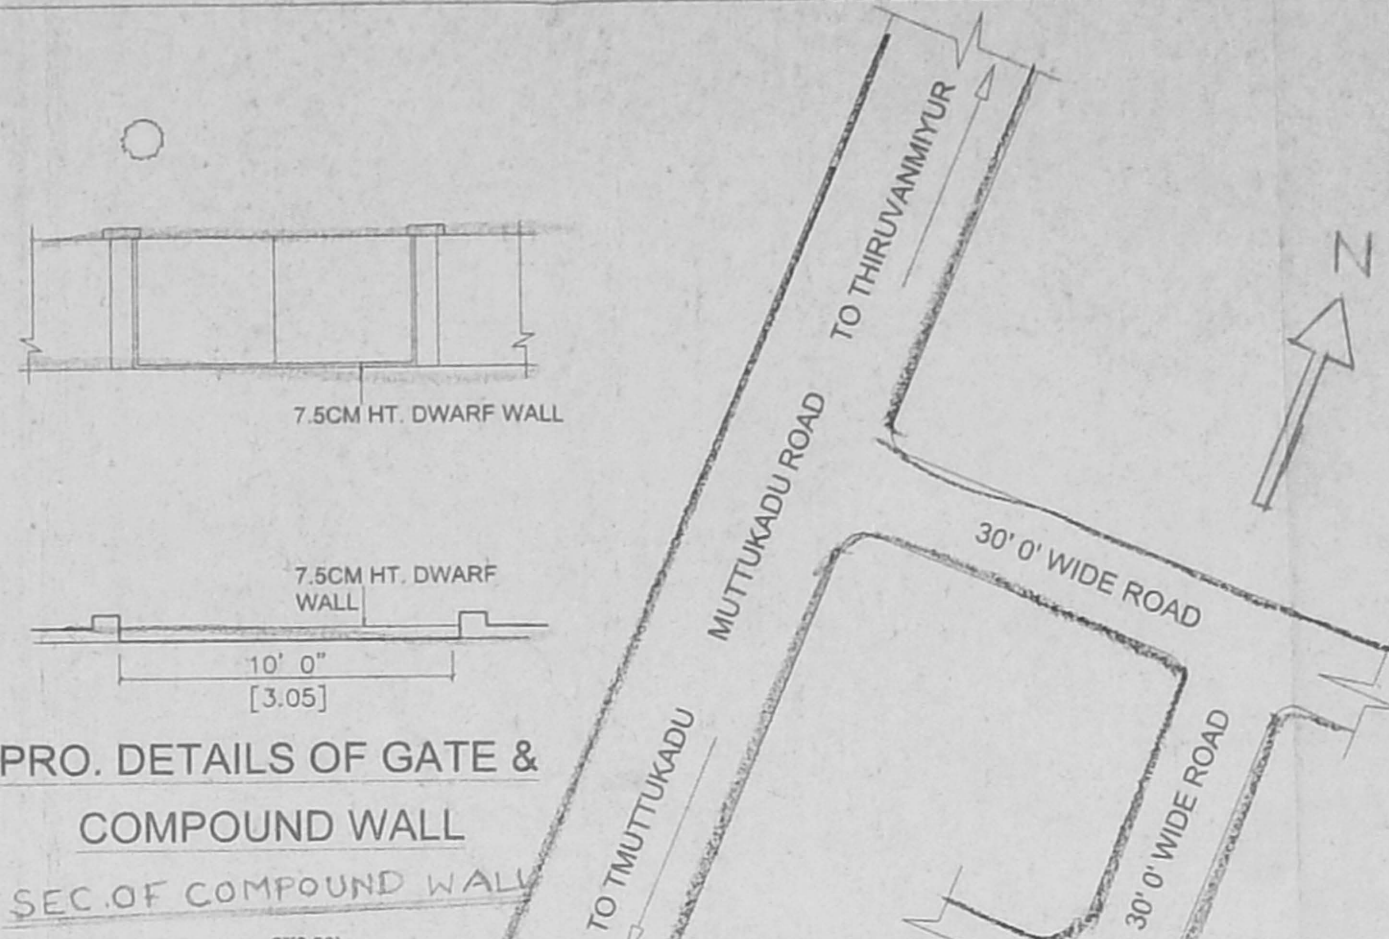 7.5CM HT. DWARF WALL
7.5CM HT. DWARF
WALL
10' 0"
[3.05]
PRO. DETAILS OF GATE &
COMPOUND WALL
SEC.OF COMPOUND WALL
TO THIRUVANMIYUR
MUTTUKADU ROAD
TO TMUTTUKADU
30' 0' WIDE ROAD
30' 0' WIDE ROAD
N